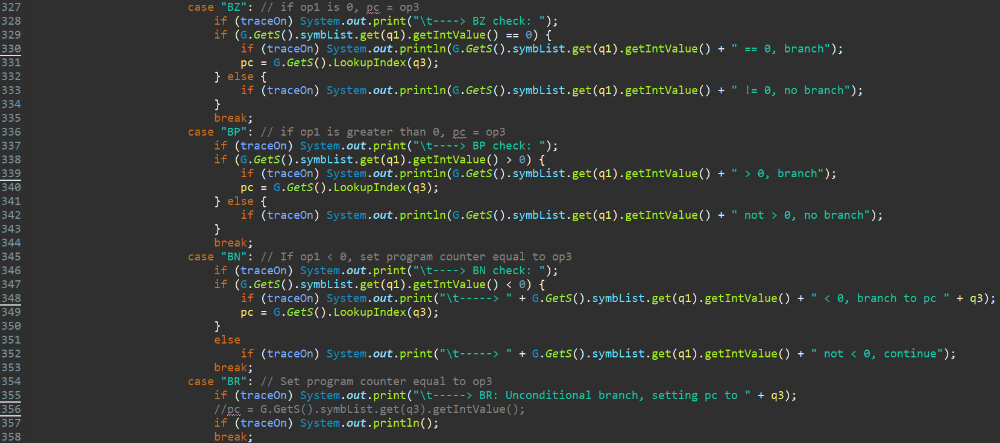 327 case "BZ": // if op1 is 0, pc = op3
328 if (traceOn) System.out.print("\t----> BZ check: ");
329 if (G.GetS().symbList.get(q1).getIntValue() == 0) {
330 if (traceOn) System.out.println(G.GetS().symbList.get(q1).getIntValue() + " == 0, branch");
331 pc = G.GetS().LookupIndex(q3);
332 } else {
333 if (traceOn) System.out.println(G.GetS().symbList.get(q1).getIntValue() + " != 0, no branch");
334 }
335 break;
336 case "BP": // if op1 is greater than 0, pc = op3
337 if (traceOn) System.out.print("\t----> BP check: ");
338 if (G.GetS().symbList.get(q1).getIntValue() > 0) {
339 if (traceOn) System.out.println(G.GetS().symbList.get(q1).getIntValue() + " > 0, branch");
340 pc = G.GetS().LookupIndex(q3);
341 } else {
342 if (traceOn) System.out.println(G.GetS().symbList.get(q1).getIntValue() + " not > 0, no branch");
343 }
344 break;
345 case "BN": // If op1 < 0, set program counter equal to op3
346 if (traceOn) System.out.print("\t----> BN check: ");
347 if (G.GetS().symbList.get(q1).getIntValue() < 0) {
348 if (traceOn) System.out.print("\t-----> " + G.GetS().symbList.get(q1).getIntValue() + " < 0, branch to pc " + q3);
349 pc = G.GetS().LookupIndex(q3);
350 }
351 else
352 if (traceOn) System.out.print("\t-----> " + G.GetS().symbList.get(q1).getIntValue() + " not < 0, continue");
353 break;
354 case "BR": // Set program counter equal to op3
355 if (traceOn) System.out.print("\t-----> BR: Unconditional branch, setting pc to " + q3);
356 //pc = G.GetS().symbList.get(q3).getIntValue();
357 if (traceOn) System.out.println();
358 break;